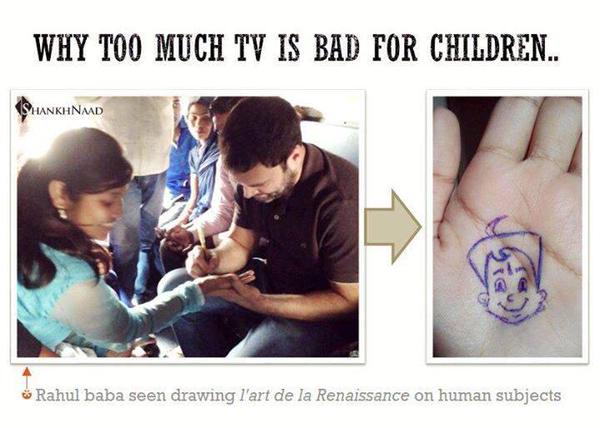 WHY TOO MUCH TV IS BAD FOR CHILDREN..
SHANKHNAAD
Rahul baba seen drawing l'art de la Renaissance on human subjects